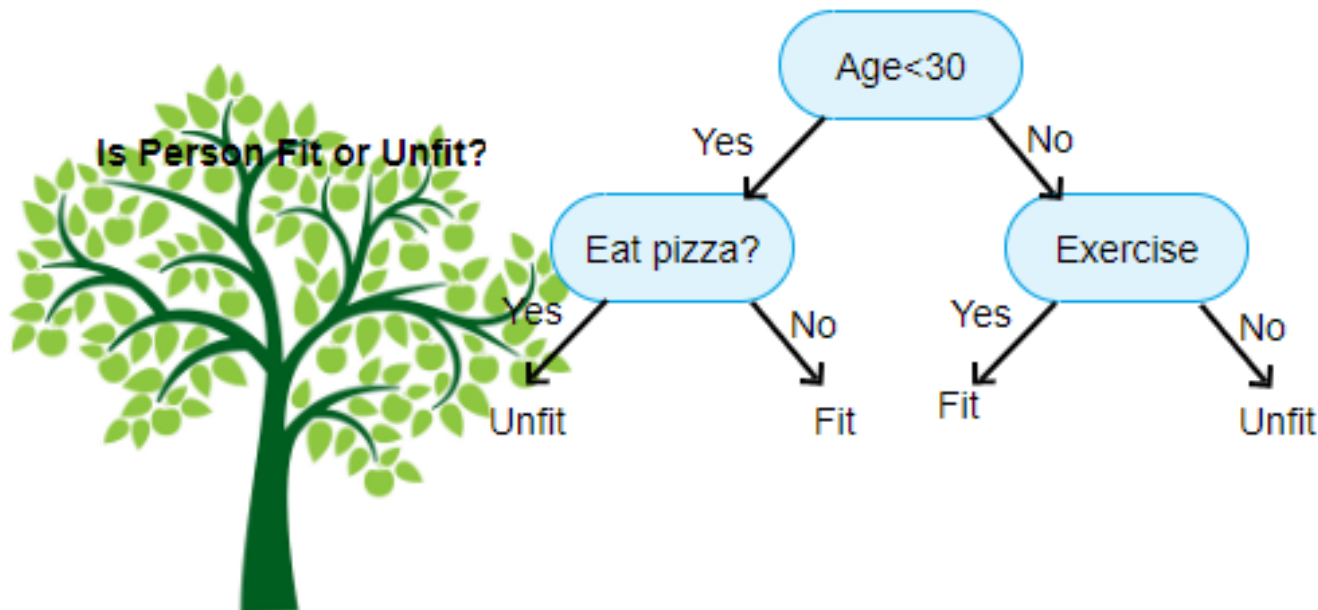 Age<30
Is Person Fit or Unfit?
Yes
No
Eat pizza?
Exercise
Yes
No
Yes
No
Unfit
Fit
Fit
Unfit